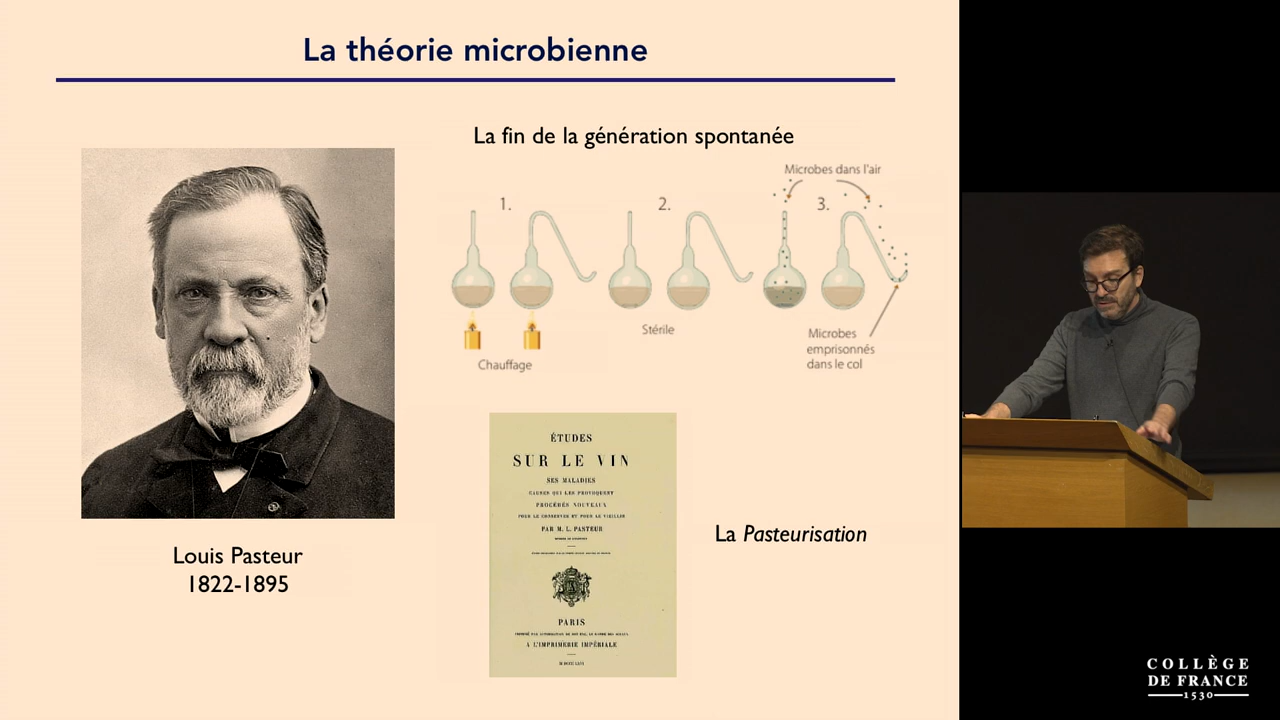 La théorie microbienne
La fin de la génération spontanée
Microbes dans l'air
1.
2.
3.
Stérile
Chauffage
Microbes
emprisonnés
dans le col
Louis Pasteur
1822-1895
ÉTUDES
SUR LE VIN
SES MALADIES
CAUSES QUI LES PROVOQUENT
PROCÉDÉS NOUVEAUX
POUR LE CONSERVER ET POUR LE VIEILLIR
PAR M. L. PASTEUR
PARIS
A L'IMPRIMERIE IMPÉRIALE
La Pasteurisation
COLLÈGE
DE FRANCE
1530